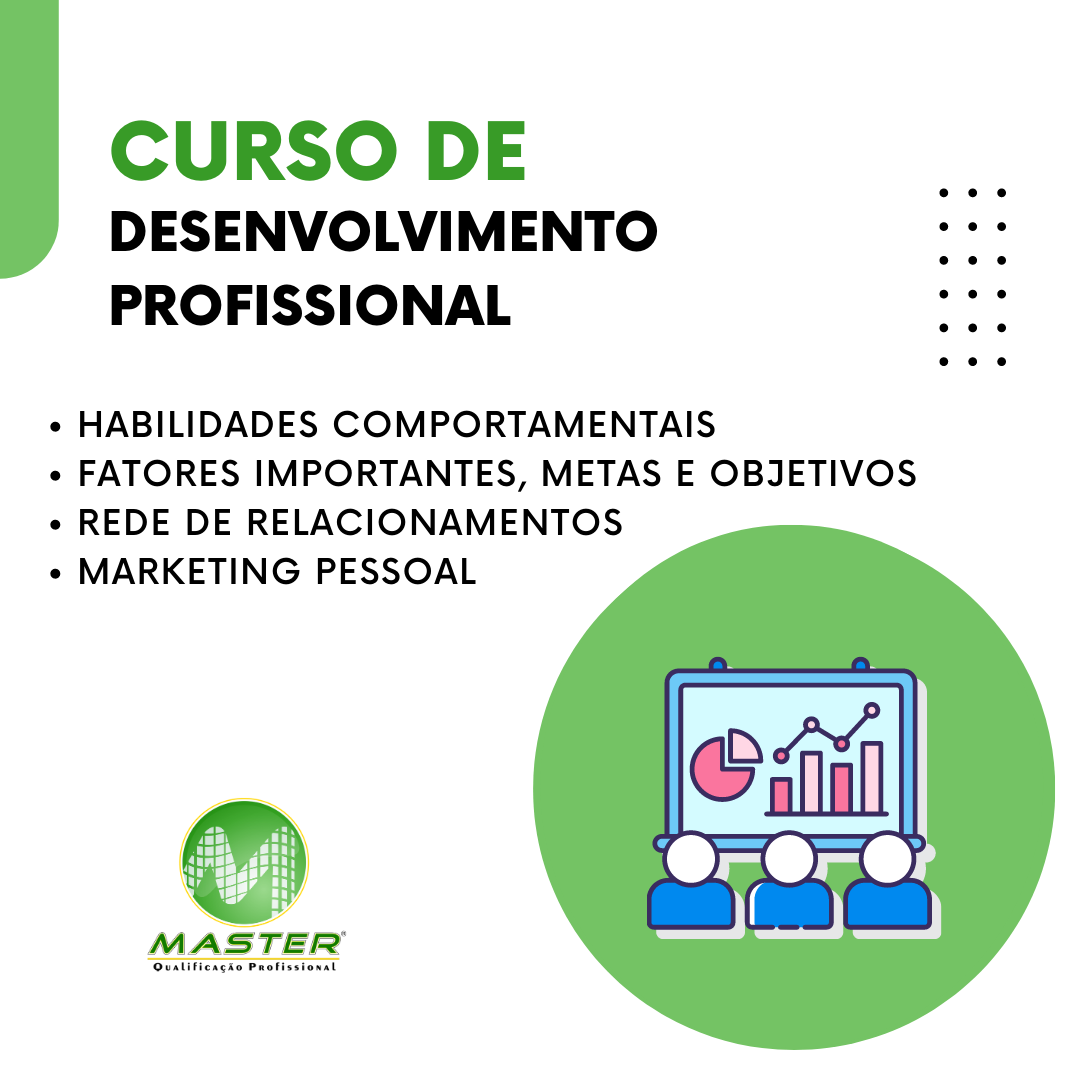 CURSO DE
DESENVOLVIMENTO
PROFISSIONAL
• HABILIDADES COMPORTAMENTAIS
• FATORES IMPORTANTES, METAS E OBJETIVOS
• REDE DE RELACIONAMENTOS
• MARKETING PESSOAL
MASTER®
Qualificação Profissional